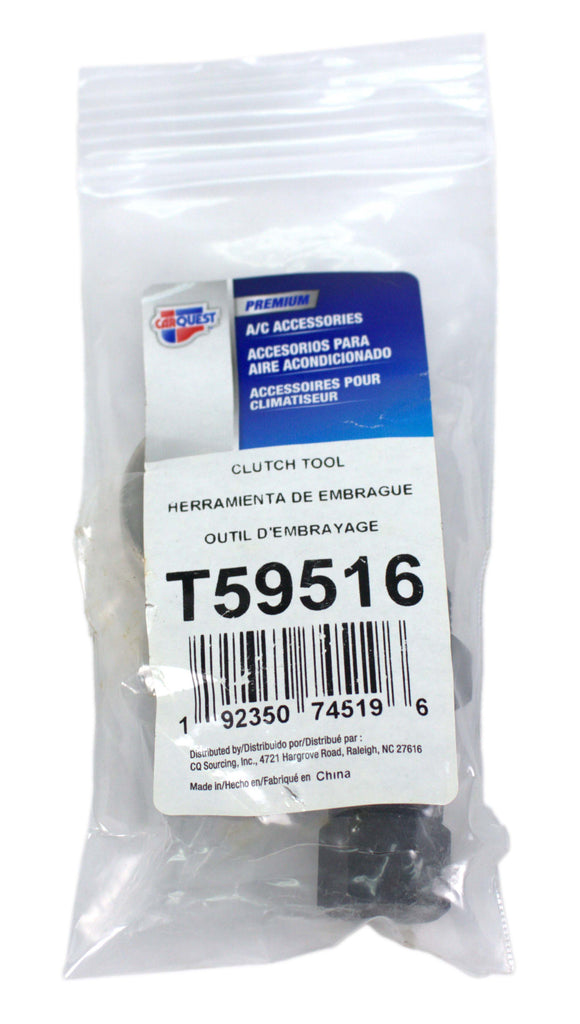 CARQUEST
PREMIUM
A/C ACCESSORIES
ACCESORIOS PARA
AIRE ACONDICIONADO
ACCESSOIRES POUR
CLIMATISEUR
CLUTCH TOOL
HERRAMIENTA DE EMBRAGUE
OUTIL D'EMBRAYAGE
T59516
1 92350 74519 6
Distributed by/Distribuido por/Distribué par :
CQ Sourcing, Inc., 4721 Hargrove Road, Raleigh, NC 27616
Made in/Hecho en/Fabriqué en China